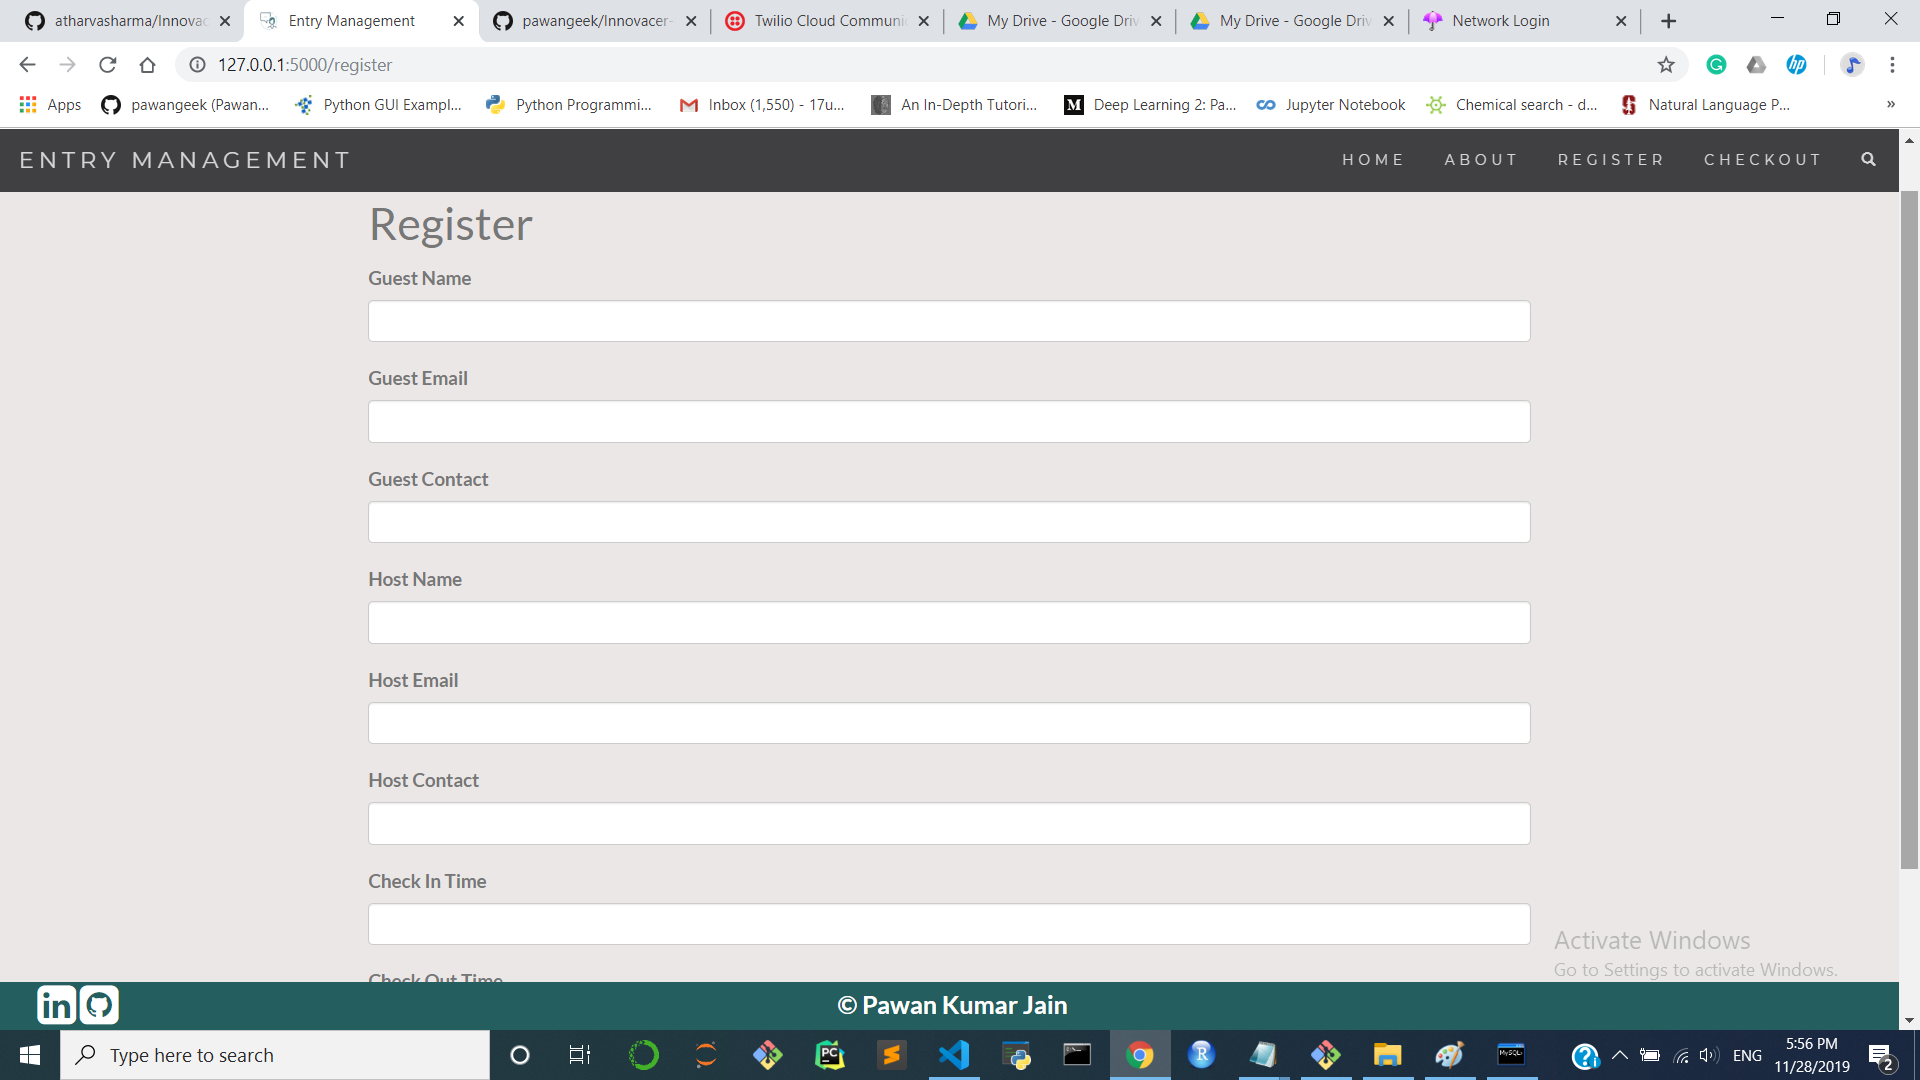 atharvasharma/Innovac
Entry Management
pawangeek/Innovacer-
Twilio Cloud Communi
My Drive - Google Driv
My Drive - Google Driv
Network Login
127.0.0.1:5000/register
Apps
pawangeek (Pawan...
Python GUI Exampl...
Python Programmi...
Inbox (1,550) - 17u...
An In-Depth Tutori...
Deep Learning 2: Pa...
Jupyter Notebook
Chemical search - d...
Natural Language P...
»
ENTRY MANAGEMENT
HOME
ABOUT
REGISTER
CHECKOUT
Register
Guest Name
Guest Email
Guest Contact
Host Name
Host Email
Host Contact
Check In Time
Check Out Time
Activate Windows
Go to Settings to activate Windows.
© Pawan Kumar Jain
Type here to search
ENG
5:56 PM
11/28/2019
2